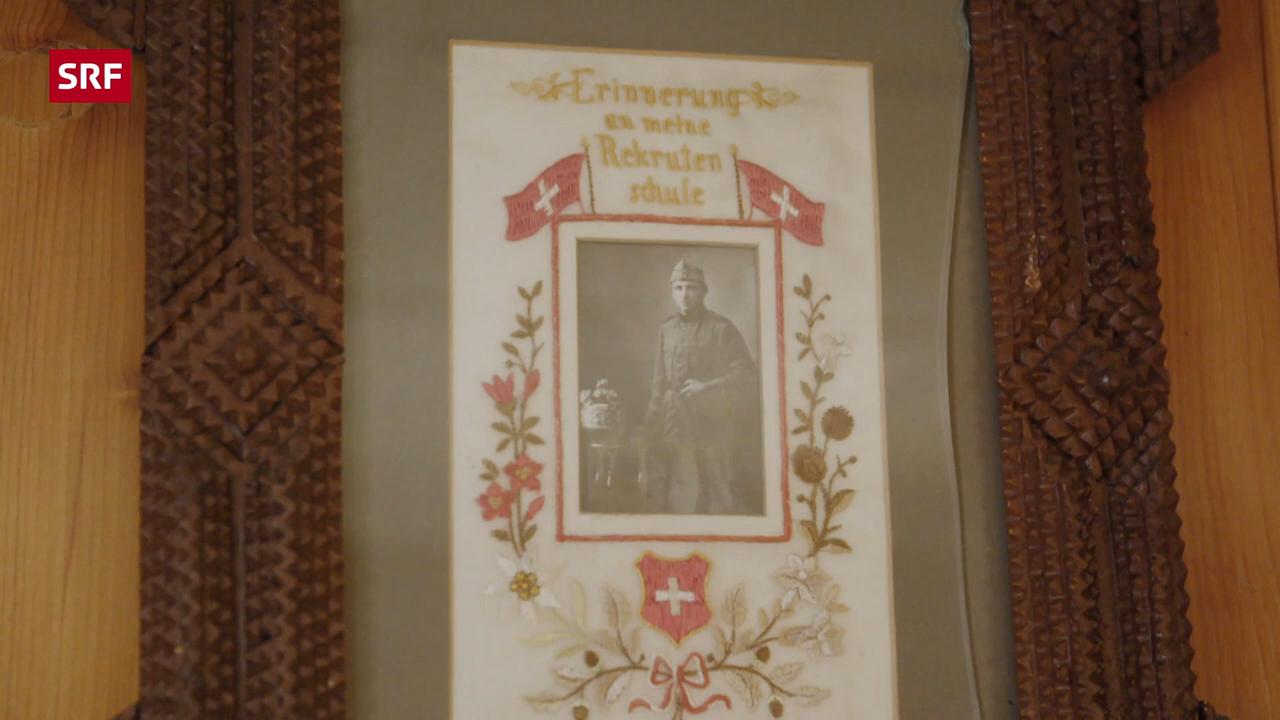 SRF
Erinnerung
an meine
Rekruten
schule